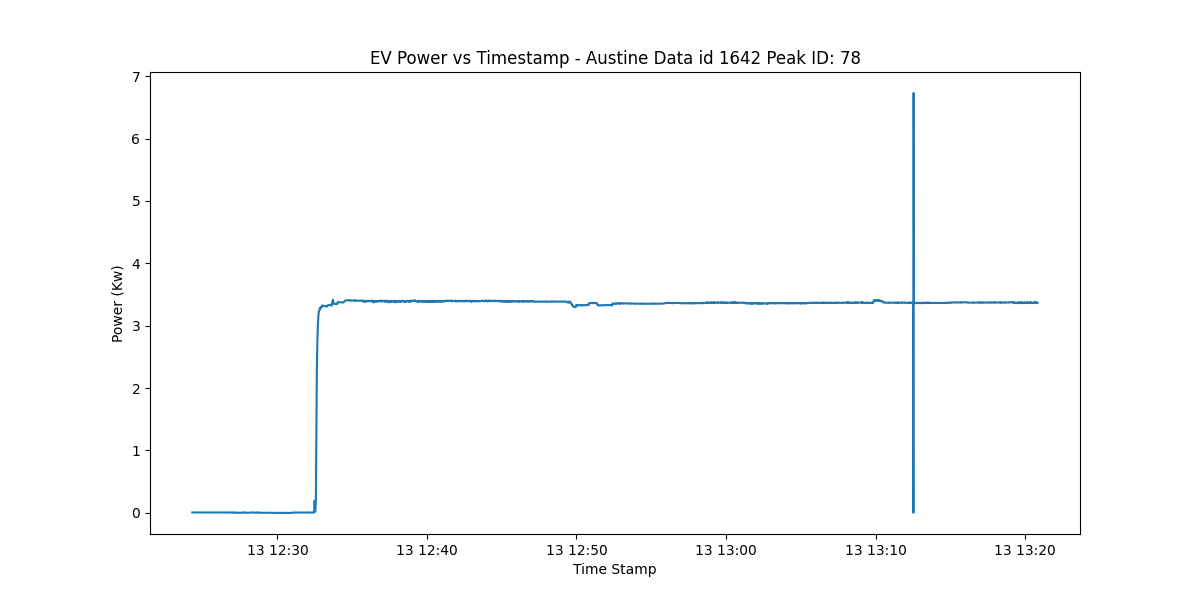 EV Power vs Timestamp - Austine Data id 1642 Peak ID: 78
7
6
5
4
3
2
1
0
Power (Kw)
13 12:30 13 12:40 13 12:50 13 13:00 13 13:10 13 13:20
Time Stamp